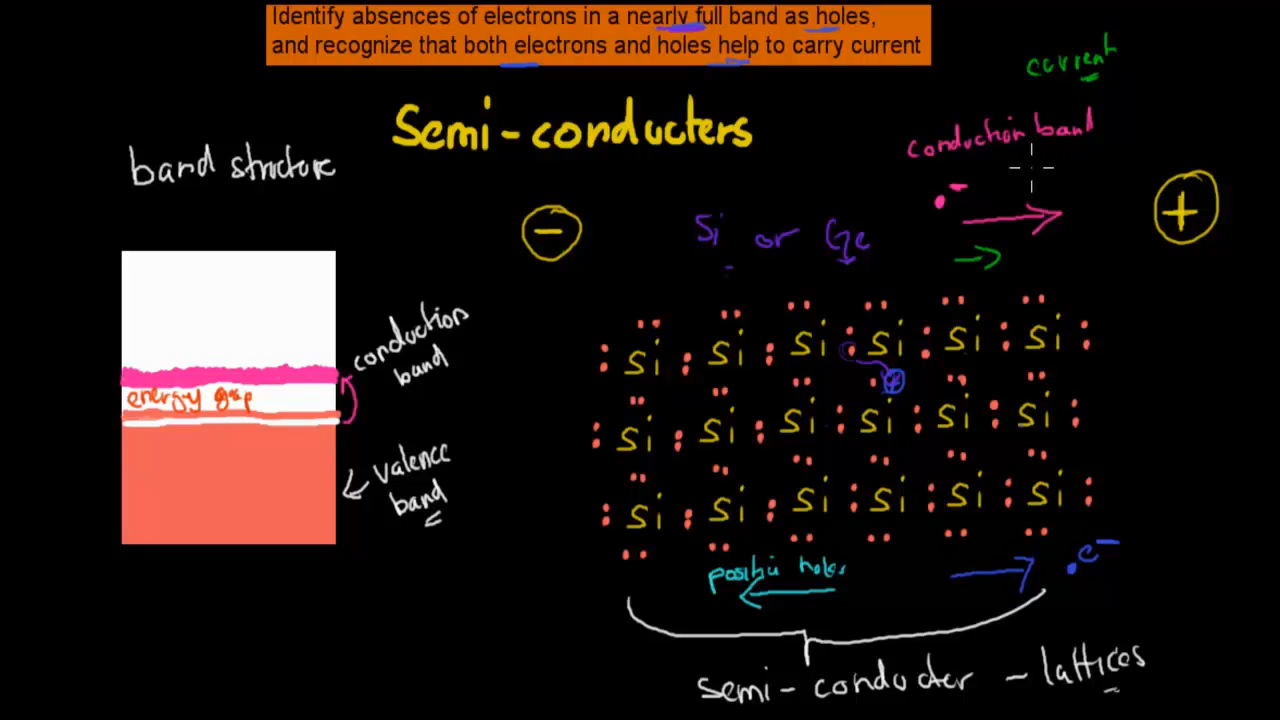 Identify absences of electrons in a nearly full band as holes,
and recognize that both electrons and holes help to carry current
current
Semi-conducters
conduction band
band structure
−
Si or Ge
+
conduction
band
energy gap
valence
band
Si Si Si Si Si Si
+
Si Si Si Si Si Si
Si Si Si Si Si Si
positive holes
e−
semi-conducter - lattices